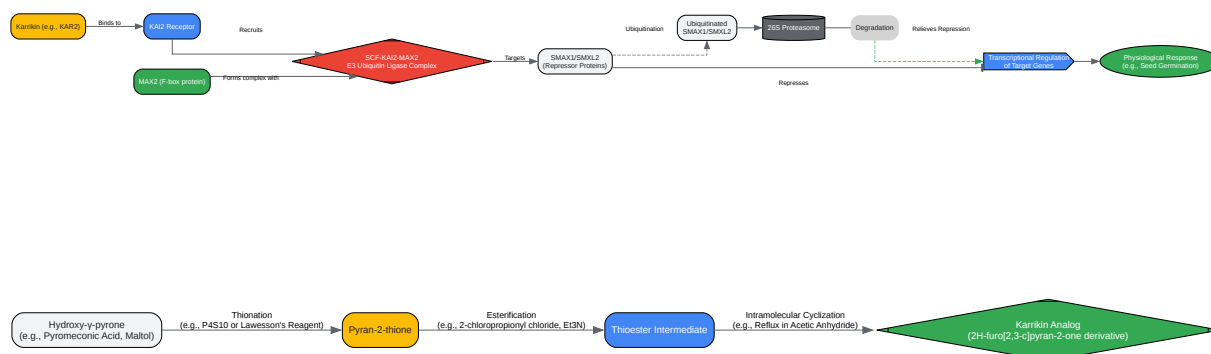 Karrikin (e.g., KAR2)
Binds to
KAI2 Receptor
Recruits
MAX2 (F-box protein)
Forms complex with
SCF-KAI2-MAX2
E3 Ubiquitin Ligase Complex
Targets
SMAX1/SMXL2
(Repressor Proteins)
Ubiquitination
Ubiquitinated
SMAX1/SMXL2
26S Proteasome
Degradation
Relieves Repression
Represses
Transcriptional Regulation
of Target Genes
Physiological Response
(e.g., Seed Germination)
Hydroxy-γ-pyrone
(e.g., Pyromeconic Acid, Maltol)
Thionation
(e.g., P4S10 or Lawesson's Reagent)
Pyran-2-thione
Esterification
(e.g., 2-chloropropionyl chloride, Et3N)
Thioester Intermediate
Intramolecular Cyclization
(e.g., Reflux in Acetic Anhydride)
Karrikin Analog
(2H-furo[2,3-c]pyran-2-one derivative)